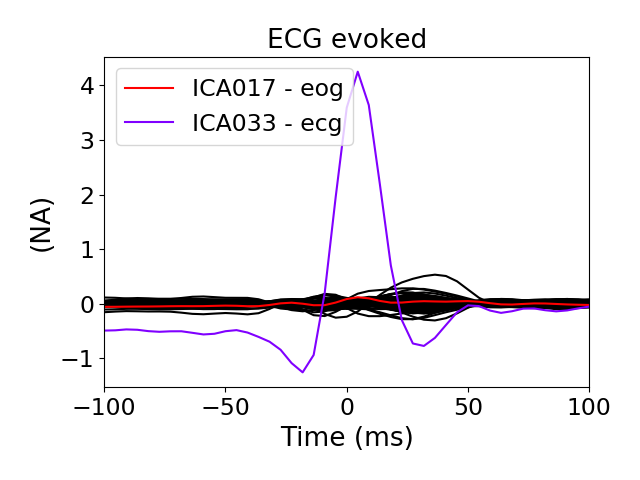 ECG evoked
ICA017 - eog
ICA033 - ecg
(NA)
4
3
2
1
0
−1
−100
−50
0
50
100
Time (ms)